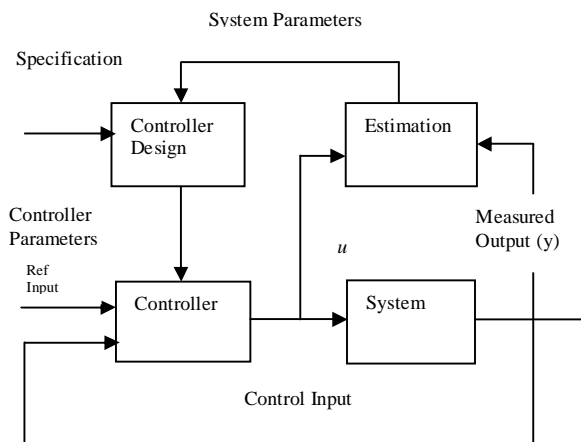 System Parameters
Specification
Controller
Design
Estimation
Controller
Parameters
Measured
Output (y)
u
Ref
Input
Controller
System
Control Input